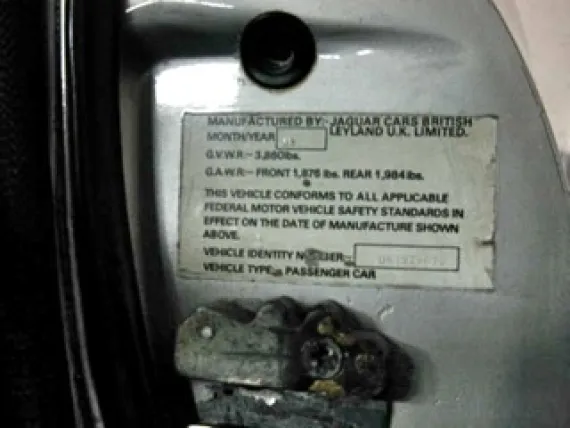 MANUFACTURED BY:- JAGUAR CARS BRITISH
LEYLAND U.K. LIMITED.
MONTH/YEAR
G.V.W.R:- 3,860lbs.
G.A.W.R:- FRONT 1,876 lbs. REAR 1,984lbs.
THIS VEHICLE CONFORMS TO ALL APPLICABLE
FEDERAL MOTOR VEHICLE SAFETY STANDARDS IN
EFFECT ON THE DATE OF MANUFACTURE SHOWN
ABOVE.
VEHICLE IDENTITY NUMBER:-
VEHICLE TYPE:- PASSENGER CAR